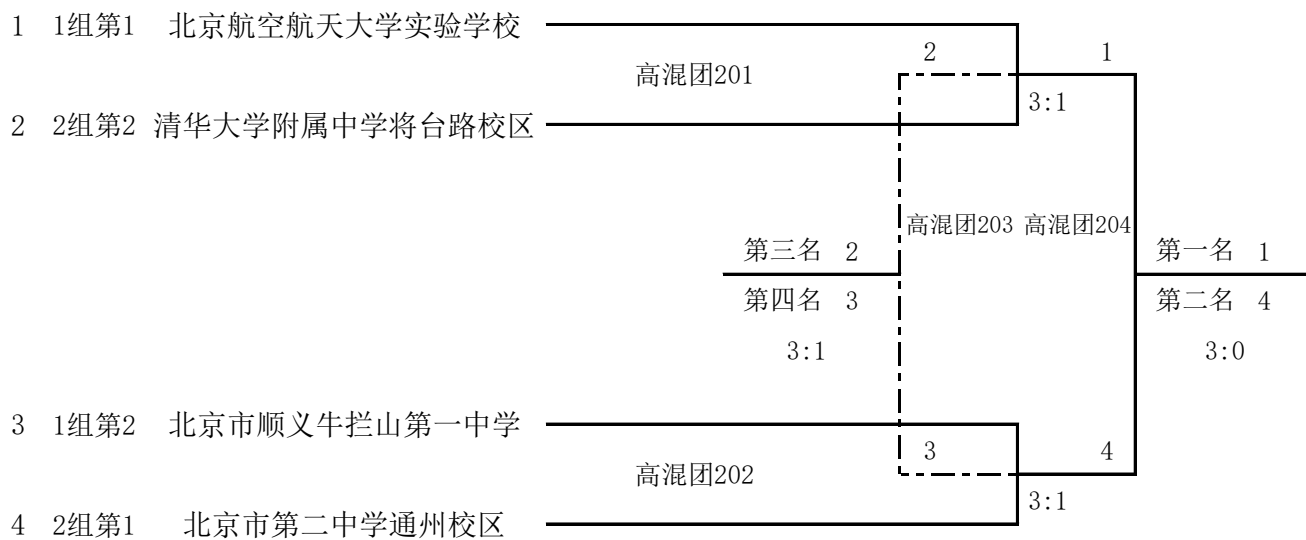 1 1组第1 北京航空航天大学实验学校
2 1
高混团201
3:1
2 2组第2 清华大学附属中学将台路校区
高混团203 高混团204
第三名 2 第一名 1
第四名 3 第二名 4
3:1 3:0
3 1组第2 北京市顺义牛拦山第一中学
3 4
高混团202
3:1
4 2组第1 北京市第二中学通州校区